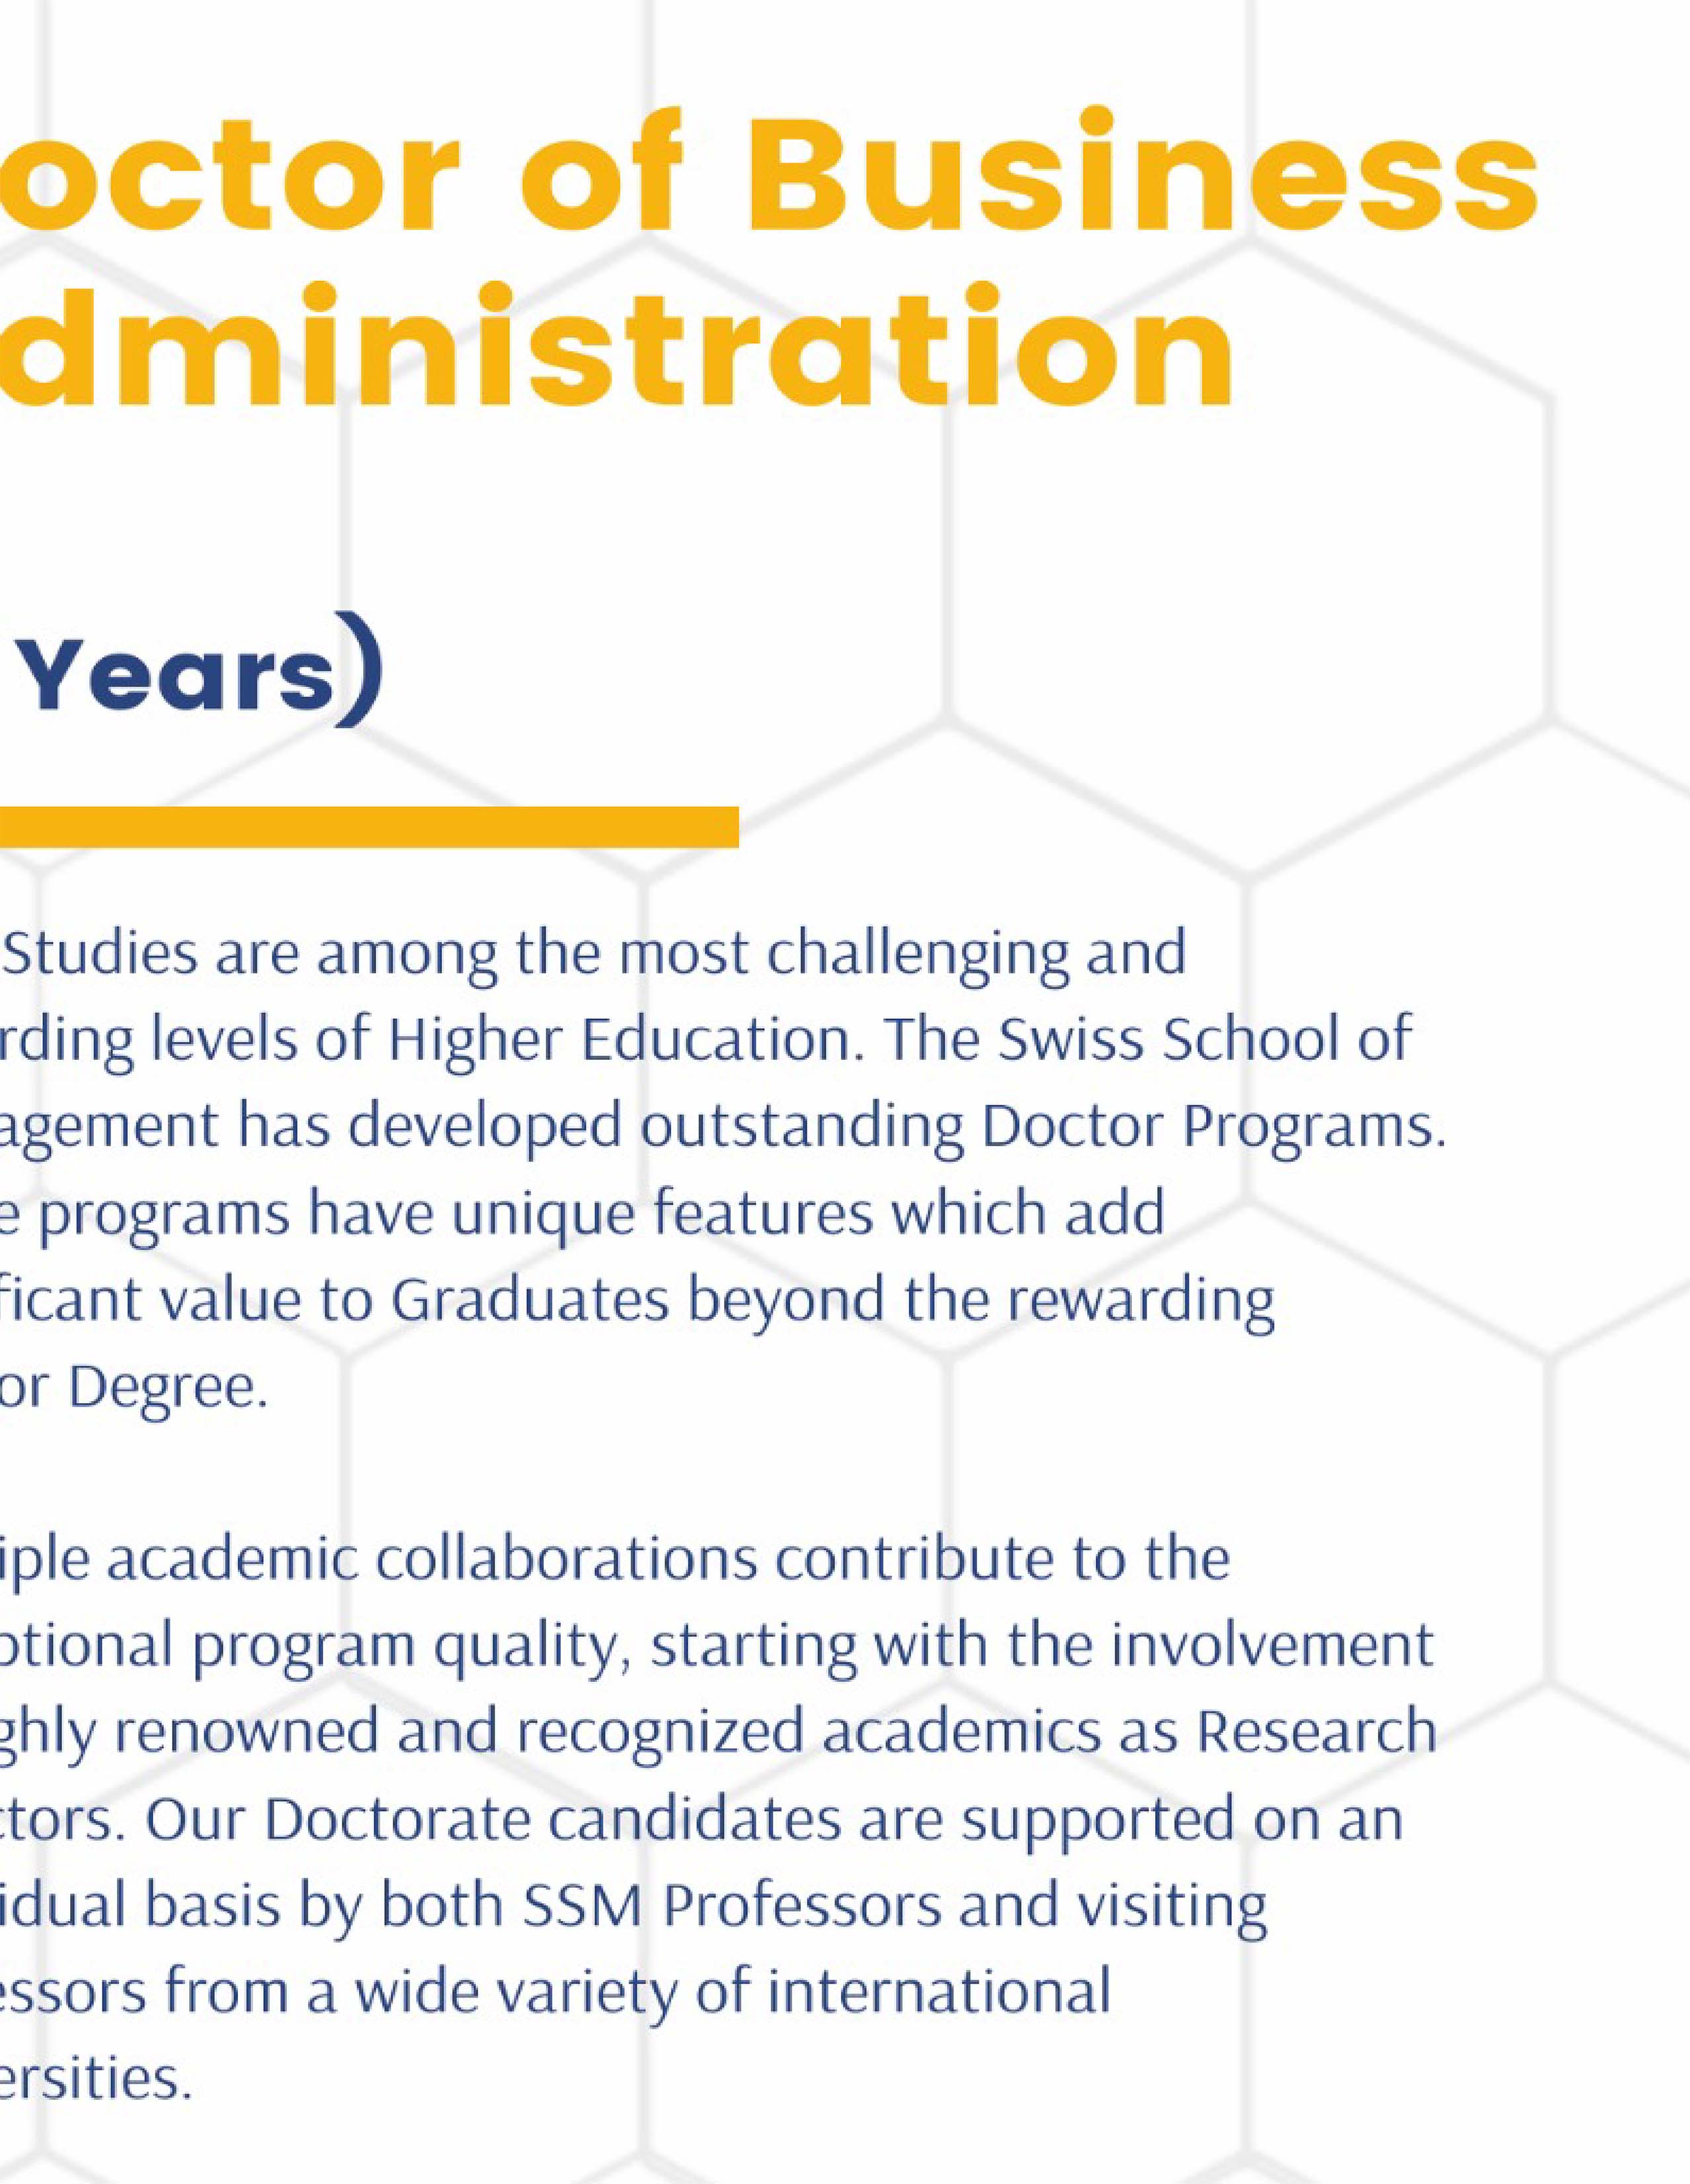 octor of Business
dministration
Years)
Studies are among the most challenging and
rding levels of Higher Education. The Swiss School of
agement has developed outstanding Doctor Programs.
e programs have unique features which add
ficant value to Graduates beyond the rewarding
or Degree.
iple academic collaborations contribute to the
ptional program quality, starting with the involvement
ghly renowned and recognized academics as Research
ctors. Our Doctorate candidates are supported on an
idual basis by both SSM Professors and visiting
essors from a wide variety of international
ersities.